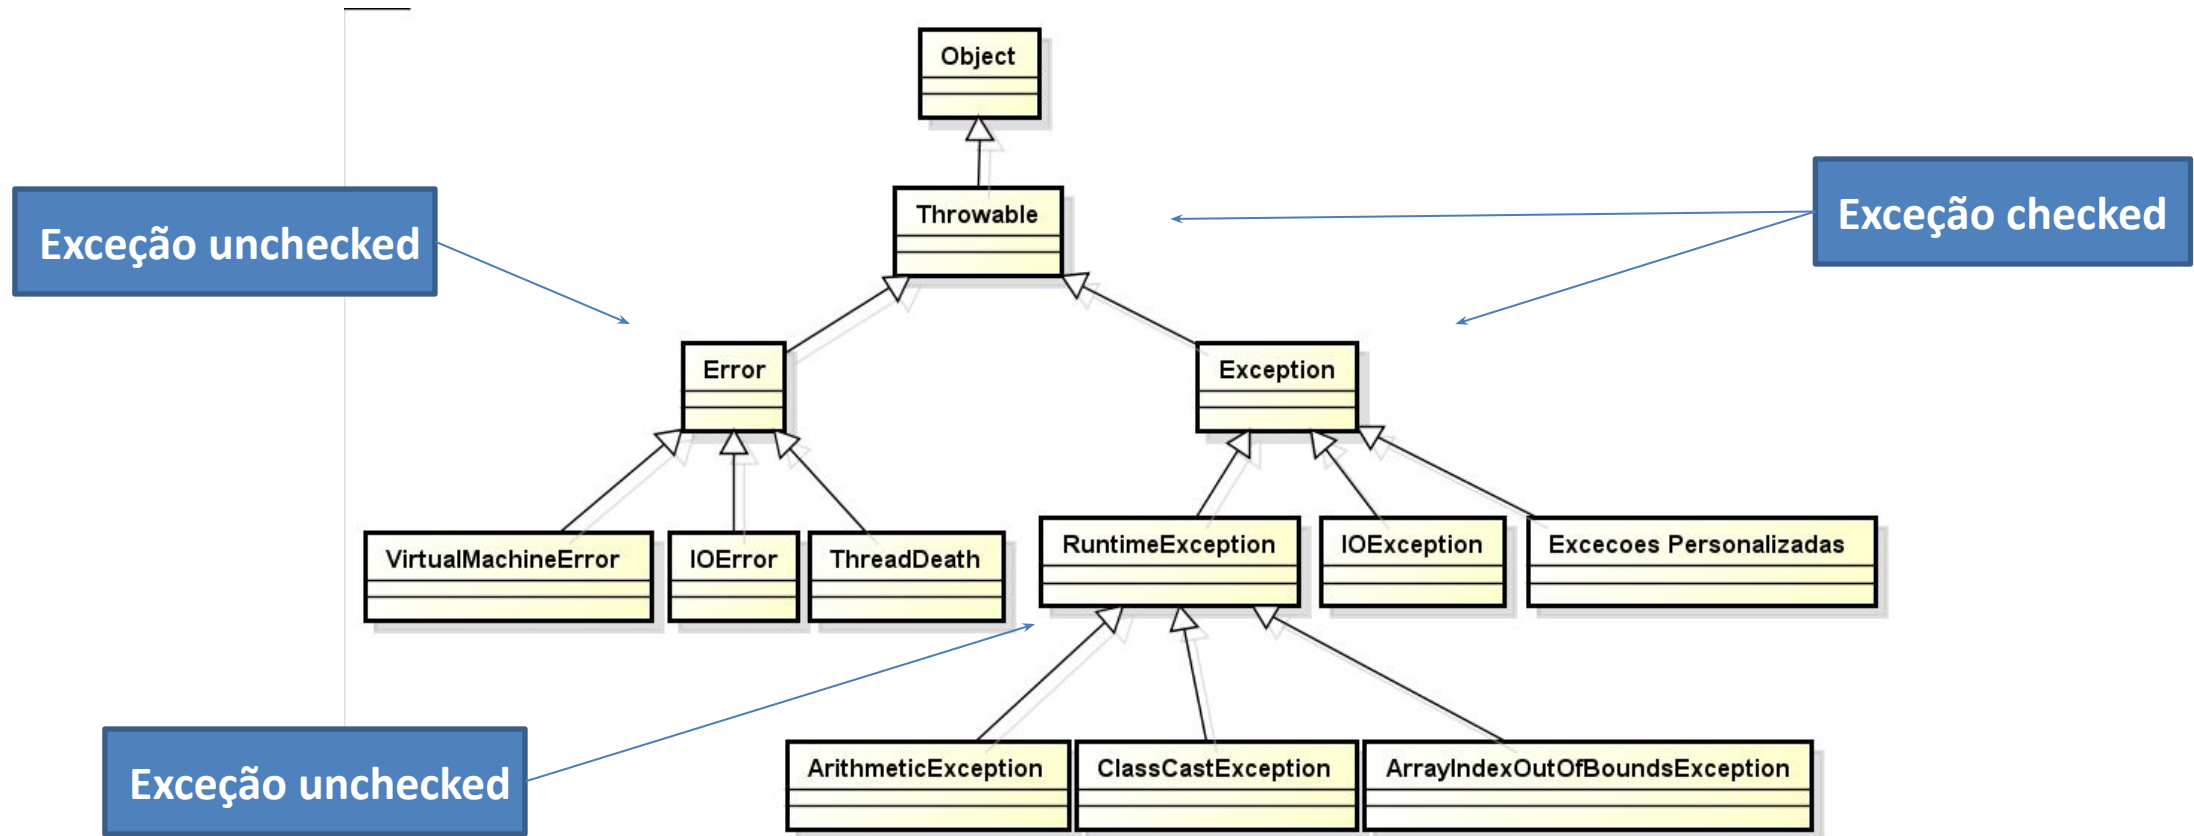 Object
Throwable
Exceção checked
Exceção unchecked
Error
Exception
VirtualMachineError
IOError
ThreadDeath
RuntimeException
IOException
Excecoes Personalizadas
Exceção unchecked
ArithmeticException
ClassCastException
ArrayIndexOutOfBoundsException